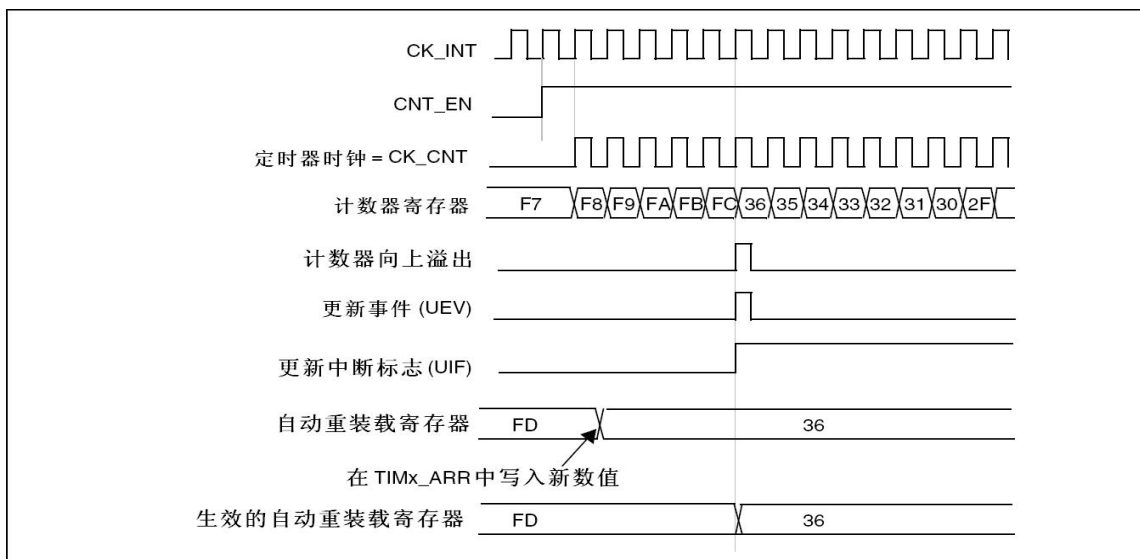 CK_INT
CNT_EN
定时器时钟 = CK_CNT
计数器寄存器 F7 F8 F9 FA FB FC 36 35 34 33 32 31 30 2F
计数器向上溢出
更新事件 (UEV)
更新中断标志 (UIF)
自动重装载寄存器 FD 36
在 TIMx_ARR 中写入新数值
生效的自动重装载寄存器 FD 36